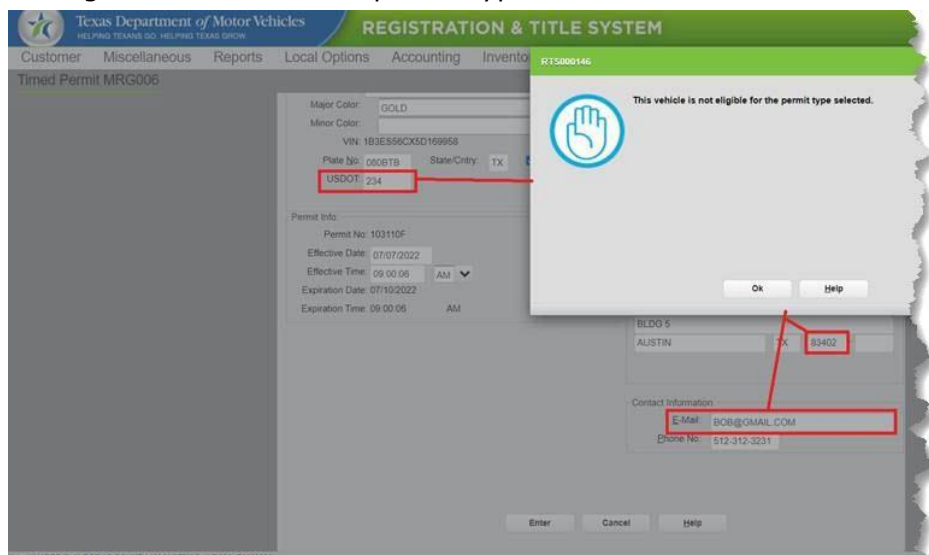 Texas Department of Motor Vehicles
HELPING TEXANS GO. HELPING TEXAS GROW.
REGISTRATION & TITLE SYSTEM
Customer Miscellaneous Reports Local Options Accounting Invento
Timed Permit MRG006
RTS000146
This vehicle is not eligible for the permit type selected.
Ok Help
Major Color: GOLD
Minor Color:
VIN: 1B3ES56CX5D169958
Plate No: 080BTB State/Cntry: TX
USDOT: 234
Permit Info:
Permit No: 103110F
Effective Date: 07/07/2022
Effective Time: 09:00:06 AM
Expiration Date: 07/10/2022
Expiration Time: 09:00:06 AM
BLDG 5
AUSTIN TX 83402 -
Contact Information
E-Mail: BOB@GMAIL.COM
Phone No: 512-312-3231
Enter Cancel Help